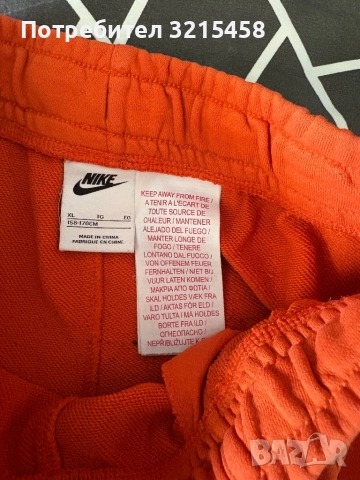 Потребител 3215458
NIKE
XL TG EG
158-170CM
MADE IN CHINA
FABRIQUÉ EN CHINE
KEEP AWAY FROM FIRE /
A TENIR A L'ECART DE
TOUTE SOURCE DE
CHALEUR / MANTENER
ALEJADO DEL FUEGO /
MANTER LONGE DE
FOGO / TENERE
LONTANO DAL FUOCO /
VON OFFENEM FEUER
FERNHALTEN / NIET BIJ
VUUR HOUDEN /
ΜΑΚΡΙΑ ΑΠΟ ΦΩΤΙΑ /
SKAL HOLDES VÆK FRA
ILD / AKTAS FÖR ELD /
VARO TULTA / MÅ HOLDES
BORTE FRA ILD /
ОГНЕОПАСНО /
NEPŘIBLIŽUJTE K
BAZAR